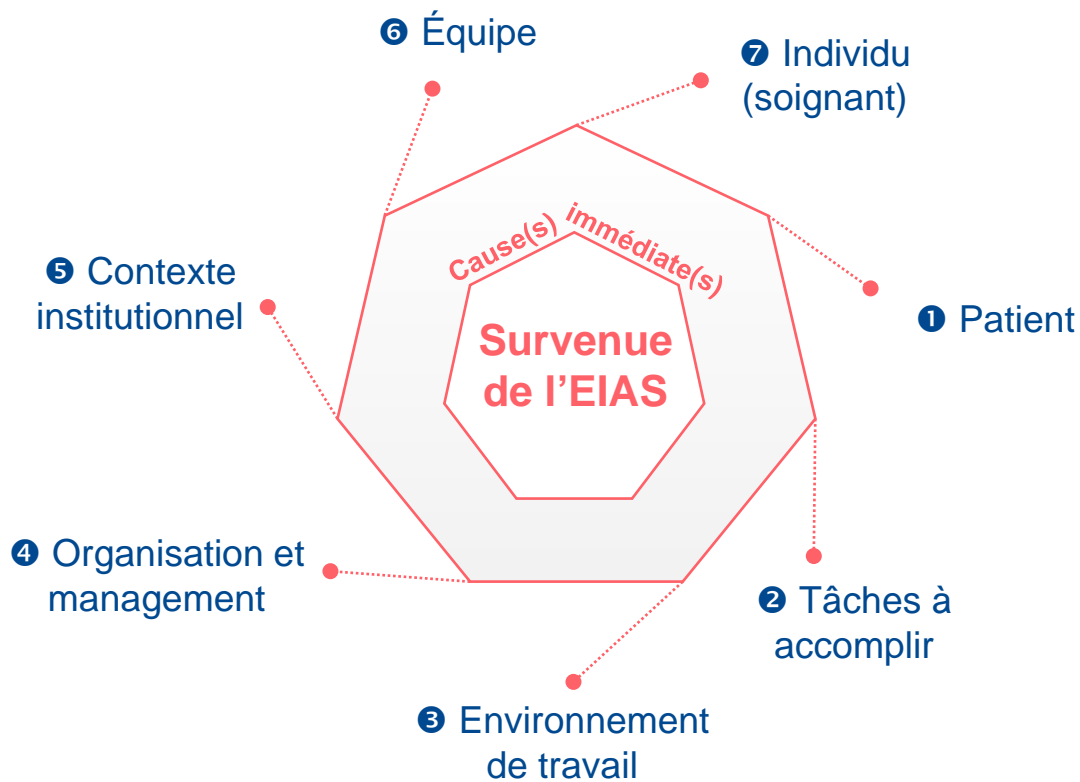 ❻ Équipe
❼ Individu
(soignant)
Cause(s) immédiate(s)
❺ Contexte
institutionnel
❶ Patient
Survenue
de l’EIAS
❹ Organisation et
management
❷ Tâches à
accomplir
❸ Environnement
de travail